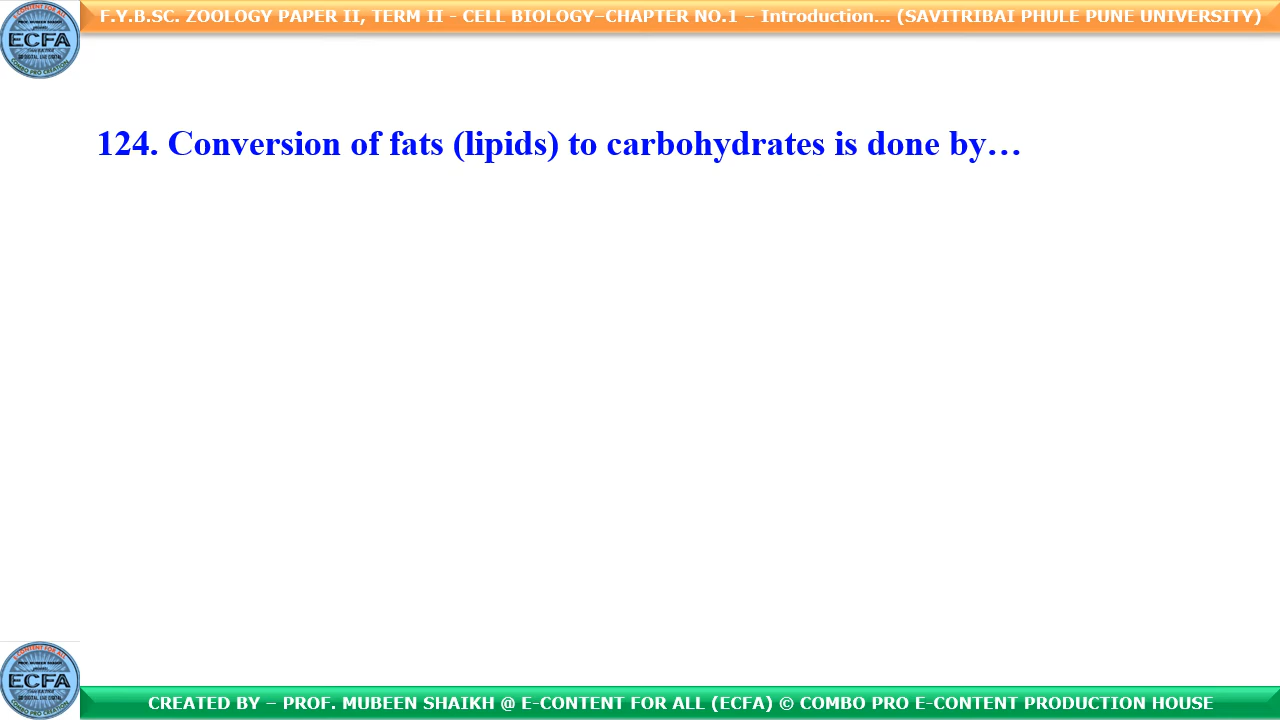 F.Y.B.SC. ZOOLOGY PAPER II, TERM II - CELL BIOLOGY–CHAPTER NO.1 – Introduction... (SAVITRIBAI PHULE PUNE UNIVERSITY)
ECFA
124. Conversion of fats (lipids) to carbohydrates is done by…
ECFA
CREATED BY – PROF. MUBEEN SHAIKH @ E-CONTENT FOR ALL (ECFA) © COMBO PRO E-CONTENT PRODUCTION HOUSE